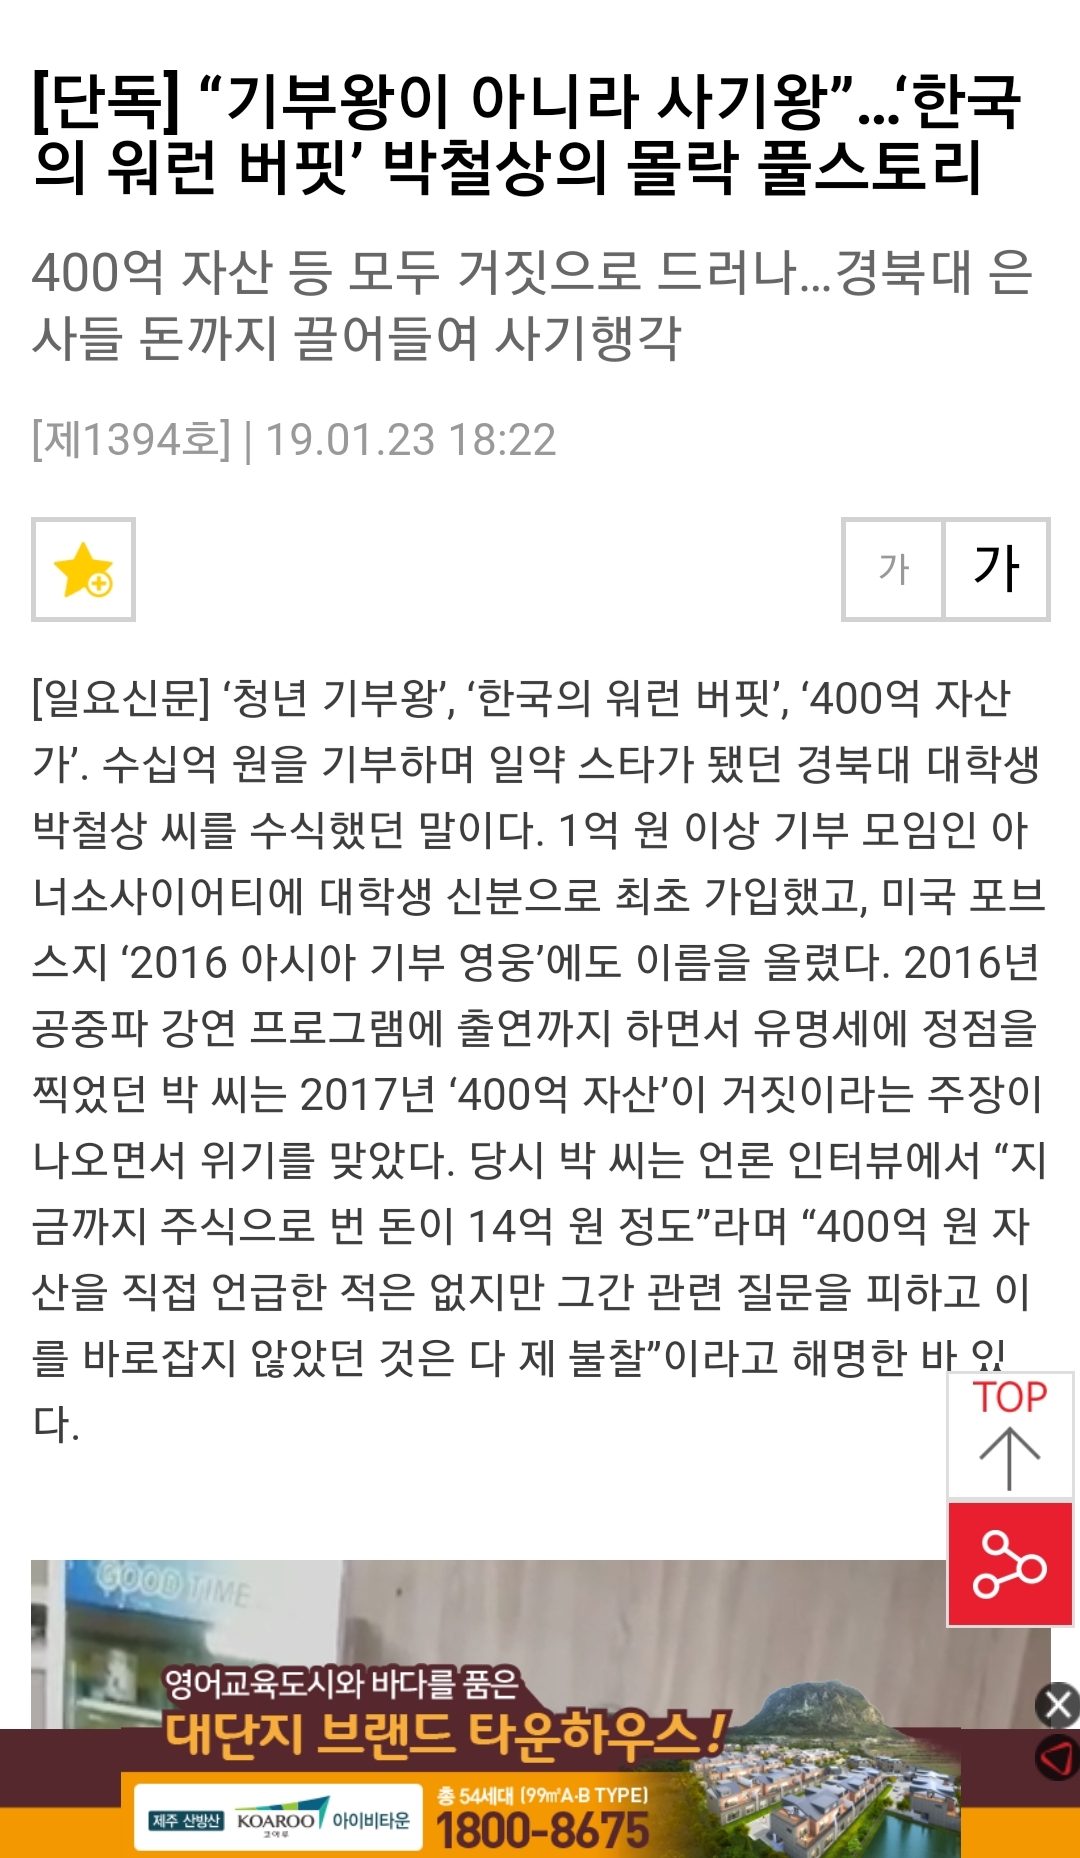 [단독] “기부왕이 아니라 사기왕”…‘한국
의 워런 버핏’ 박철상의 몰락 풀스토리
400억 자산 등 모두 거짓으로 드러나…경북대 은
사들 돈까지 끌어들여 사기행각
[제1394호] | 19.01.23 18:22
가 가
[일요신문] ‘청년 기부왕’, ‘한국의 워런 버핏’, ‘400억 자산
가’. 수십억 원을 기부하며 일약 스타가 됐던 경북대 대학생
박철상 씨를 수식했던 말이다. 1억 원 이상 기부 모임인 아
너소사이어티에 대학생 신분으로 최초 가입했고, 미국 포브
스지 ‘2016 아시아 기부 영웅’에도 이름을 올렸다. 2016년
공중파 강연 프로그램에 출연까지 하면서 유명세에 정점을
찍었던 박 씨는 2017년 ‘400억 자산’이 거짓이라는 주장이
나오면서 위기를 맞았다. 당시 박 씨는 언론 인터뷰에서 “지
금까지 주식으로 번 돈이 14억 원 정도”라며 “400억 원 자
산을 직접 언급한 적은 없지만 그간 관련 질문을 피하고 이
를 바로잡지 않았던 것은 다 제 불찰”이라고 해명한 바 있
다.
TOP
GOOD TIME
영어교육도시와 바다를 품은
대단지 브랜드 타운하우스!
제주 산방산 KOAROO 코아루 아이비타운
총 54세대 (99㎡A·B TYPE)
1800-8675